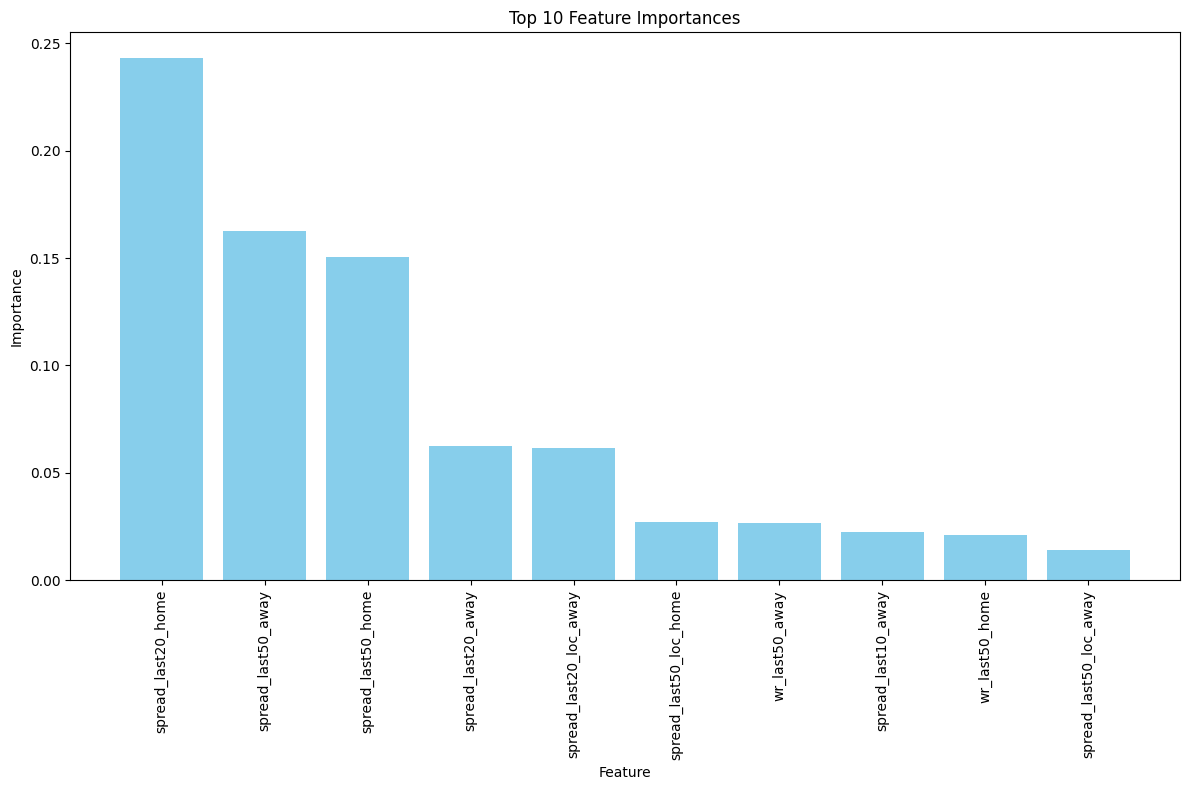 Top 10 Feature Importances
Importance
0.25
0.20
0.15
0.10
0.05
0.00
spread_last20_home
spread_last50_away
spread_last50_home
spread_last20_away
spread_last20_loc_away
spread_last50_loc_home
wr_last50_away
spread_last10_away
wr_last50_home
spread_last50_loc_away
Feature